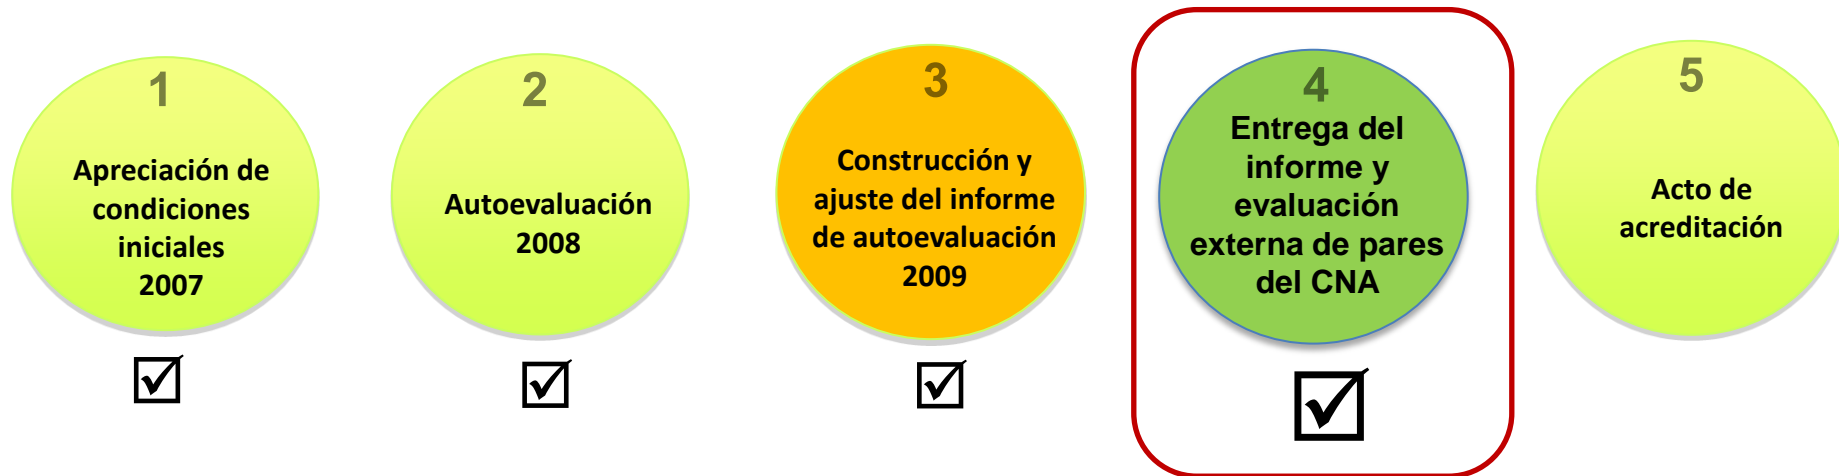 1
Apreciación de
condiciones
iniciales
2007
2
Autoevaluación
2008
3
Construcción y
ajuste del informe
de autoevaluación
2009
4
Entrega del
informe y
evaluación
externa de pares
del CNA
5
Acto de
acreditación